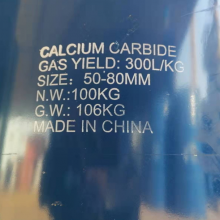 CALCIUM CARBIDE
GAS YIELD: 300L/KG
SIZE: 50-80MM
N.W.:100KG
G.W.: 106KG
MADE IN CHINA